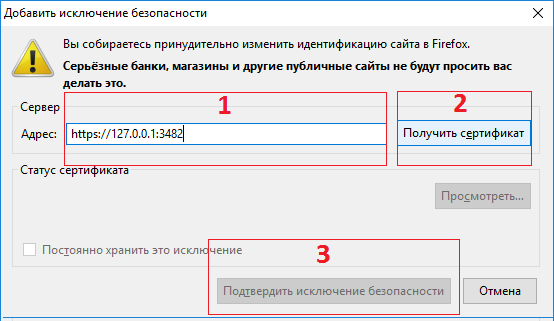 Добавить исключение безопасности
Вы собираетесь принудительно изменить идентификацию сайта в Firefox.
Серьёзные банки, магазины и другие публичные сайты не будут просить вас
делать это.
Сервер
1
2
Адрес:
https://127.0.0.1:3482
Получить сертификат
Статус сертификата
Просмотреть...
Постоянно хранить это исключение
3
Подтвердить исключение безопасности
Отмена